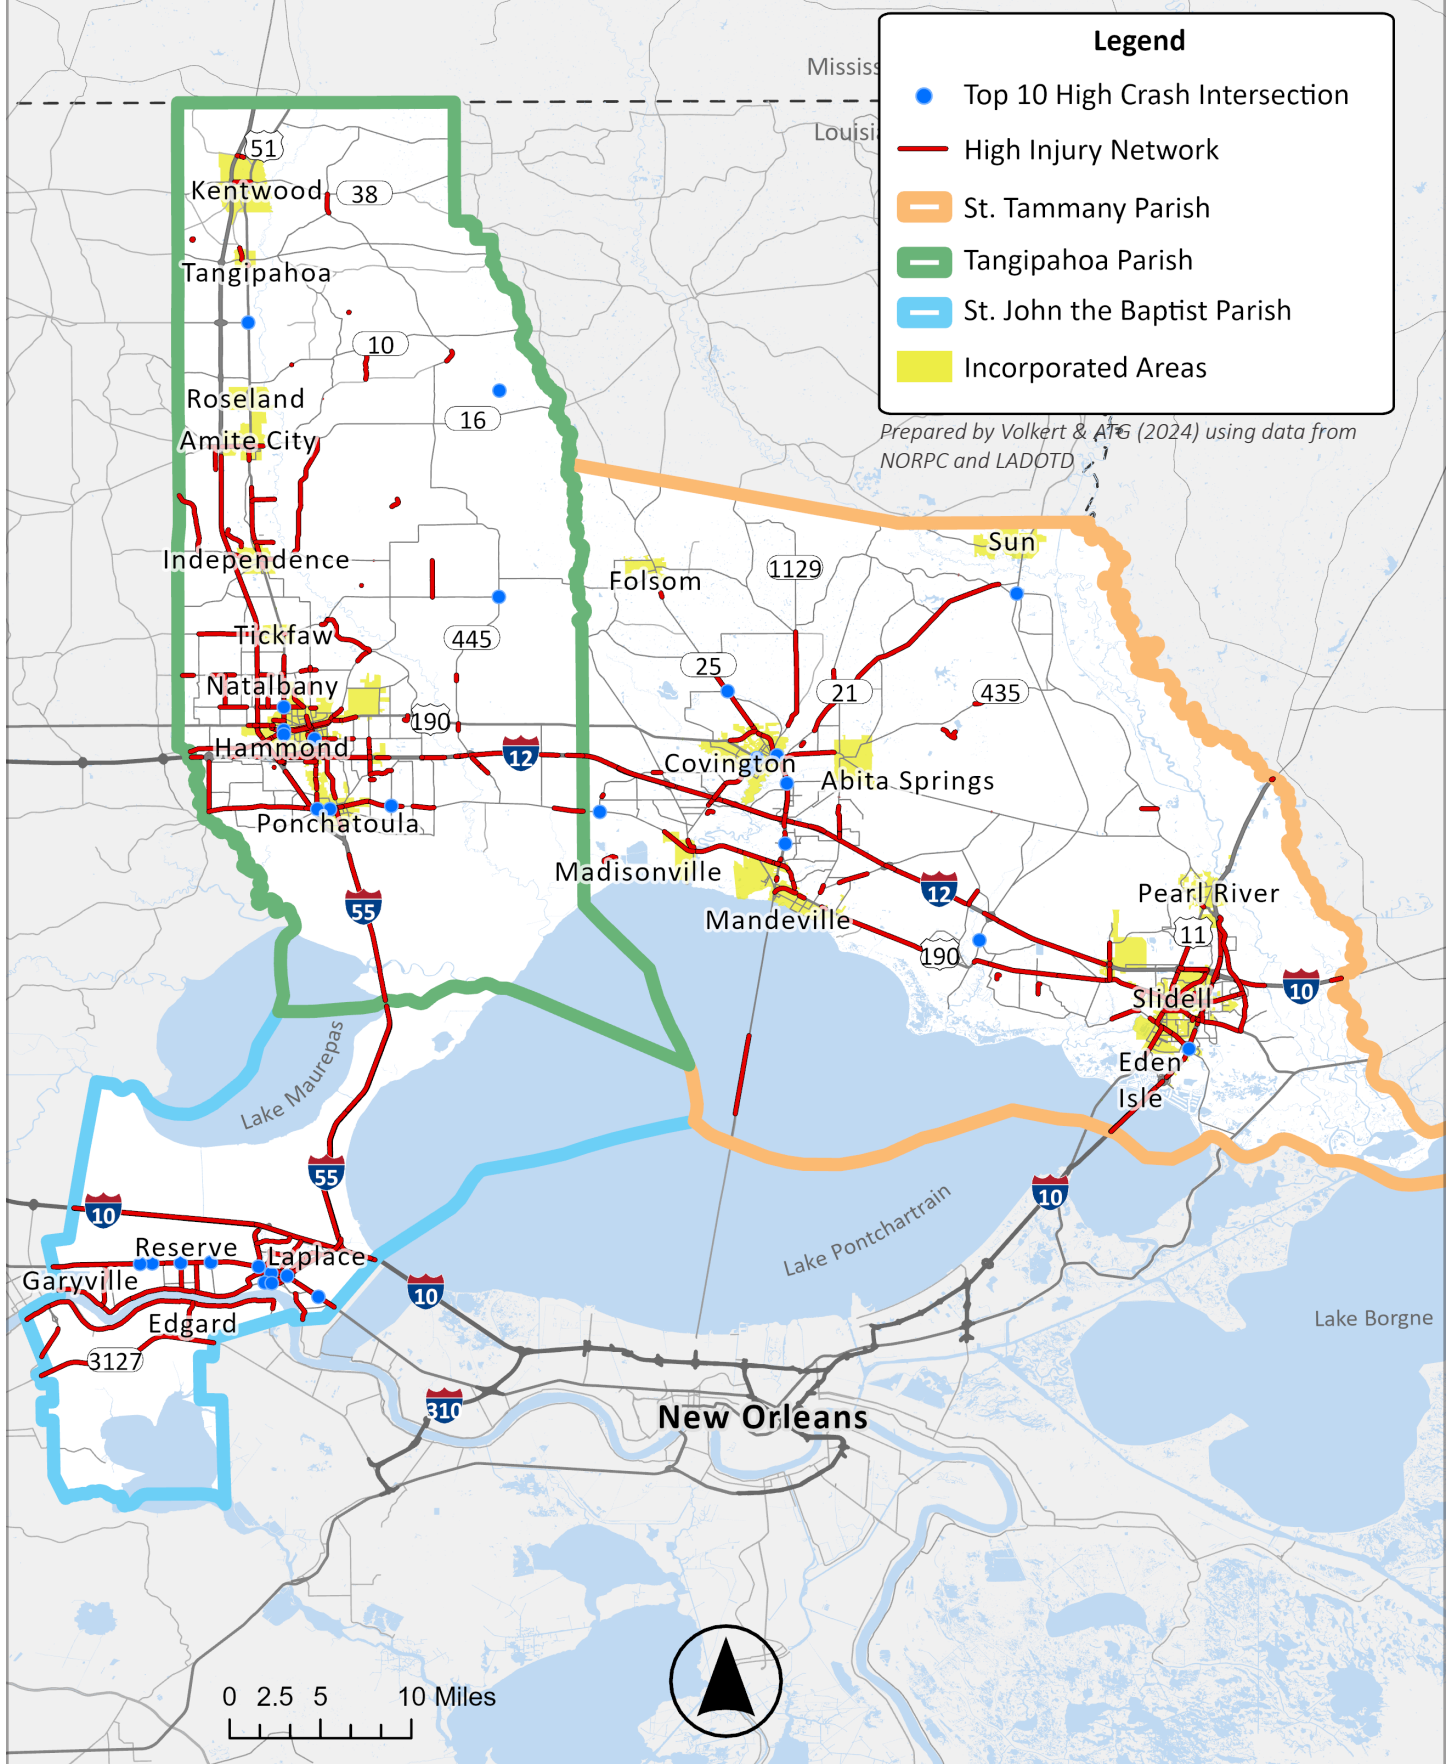 Legend
Top 10 High Crash Intersection
High Injury Network
St. Tammany Parish
Tangipahoa Parish
St. John the Baptist Parish
Incorporated Areas
Prepared by Volkert & ATG (2024) using data from
NORPC and LADOTD
Mississ
Louisi
51
Kentwood
38
Tangipahoa
10
Roseland
16
Amite City
Independence
Sun
Folsom
1129
Tickfaw
445
25
21
435
Natalbany
190
Hammond
12
Covington
Abita Springs
Ponchatoula
Madisonville
12
Pearl River
55
Mandeville
11
190
10
Slidell
Eden
Isle
Lake Maurepas
55
10
10
Lake Pontchartrain
Reserve
Laplace
Garyville
10
Edgard
Lake Borgne
3127
310
New Orleans
0 2.5 5 10 Miles